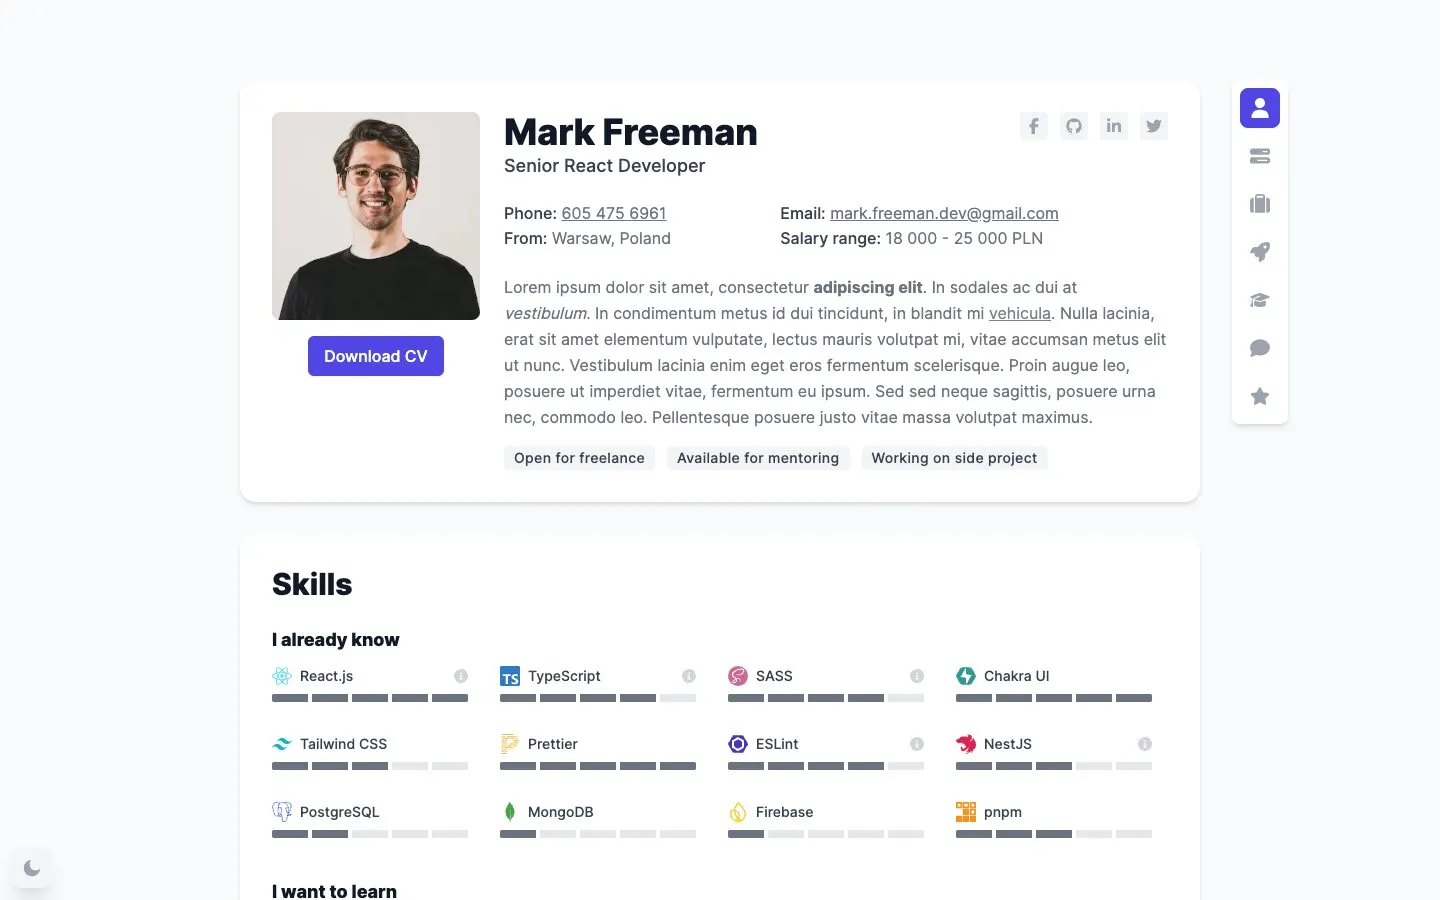 Mark Freeman
Senior React Developer
Phone: 605 475 6961
Email: mark.freeman.dev@gmail.com
From: Warsaw, Poland
Salary range: 18 000 - 25 000 PLN
Lorem ipsum dolor sit amet, consectetur adipiscing elit. In sodales ac dui at
vestibulum. In condimentum metus id dui tincidunt, in blandit mi vehicula. Nulla lacinia,
erat sit amet elementum vulputate, lectus mauris volutpat mi, vitae accumsan metus elit
ut nunc. Vestibulum lacinia enim eget eros fermentum scelerisque. Proin augue leo,
posuere ut imperdiet vitae, fermentum eu ipsum. Sed sed neque sagittis, posuere urna
nec, commodo leo. Pellentesque posuere justo vitae massa volutpat maximus.
Download CV
Open for freelance
Available for mentoring
Working on side project
Skills
I already know
React.js
TS TypeScript
SASS
Chakra UI
Tailwind CSS
Prettier
ESLint
NestJS
PostgreSQL
MongoDB
Firebase
pnpm
I want to learn